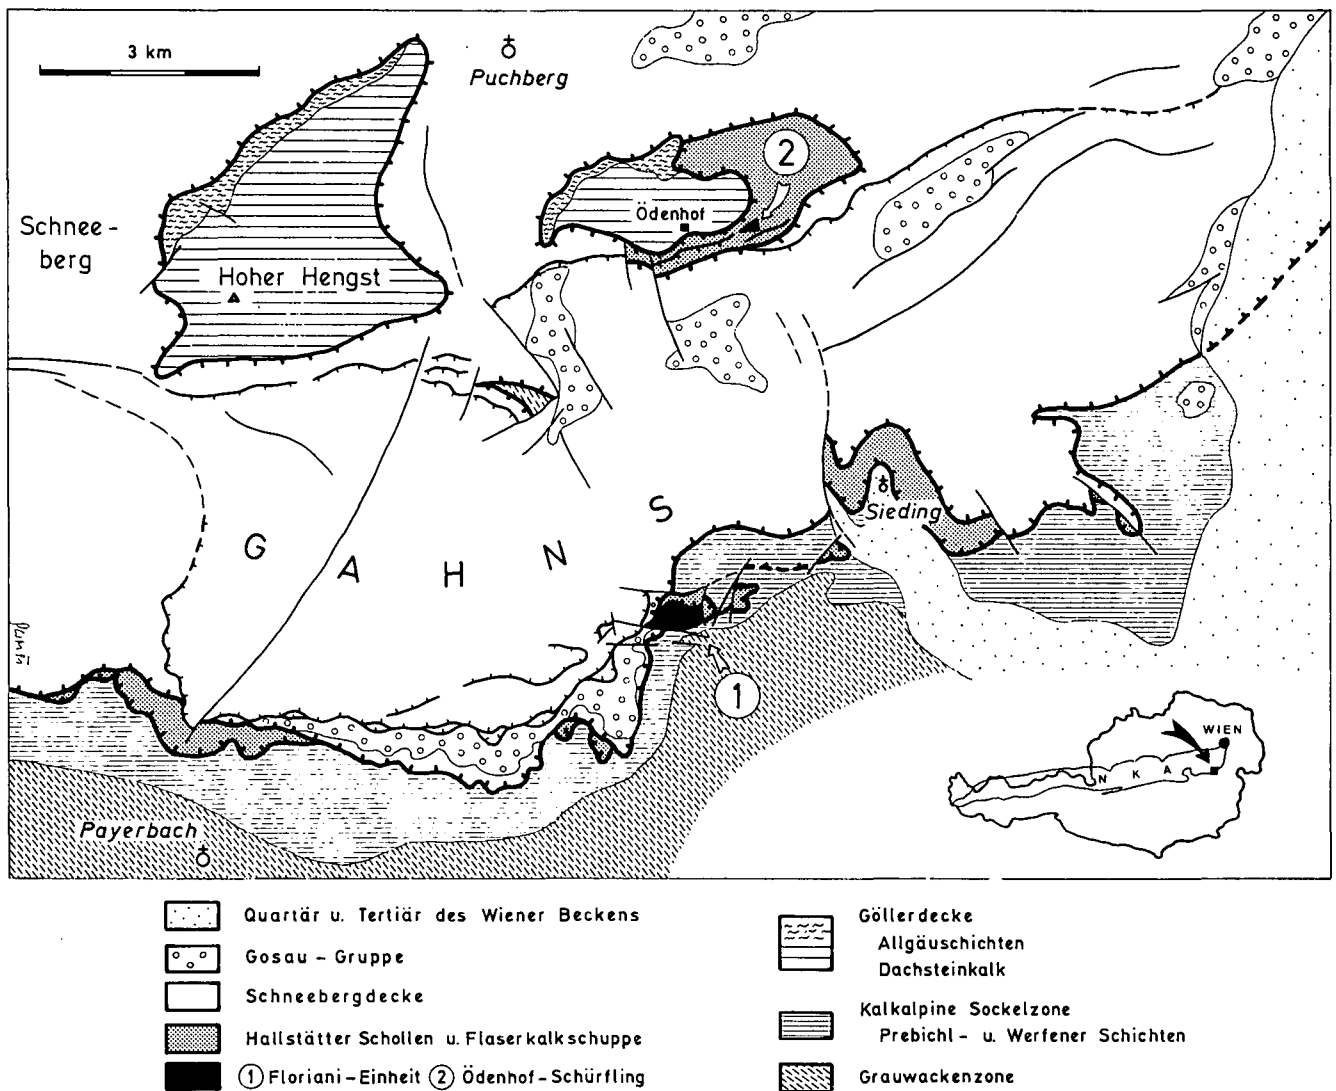 3 km
Puchberg
Schnee-
berg
Hoher Hengst
Ödenhof
2
Sieding
G A H N S
1
Payerbach
WIEN
N K A
Quartär u. Tertiär des Wiener Beckens
Gosau - Gruppe
Schneebergdecke
Hallstätter Schollen u. Flaserkalkschuppe
1 Floriani-Einheit 2 Ödenhof-Schürfling
Göllerdecke
Allgäuschichten
Dachsteinkalk
Kalkalpine Sockelzone
Prebichl- u. Werfener Schichten
Grauwackenzone